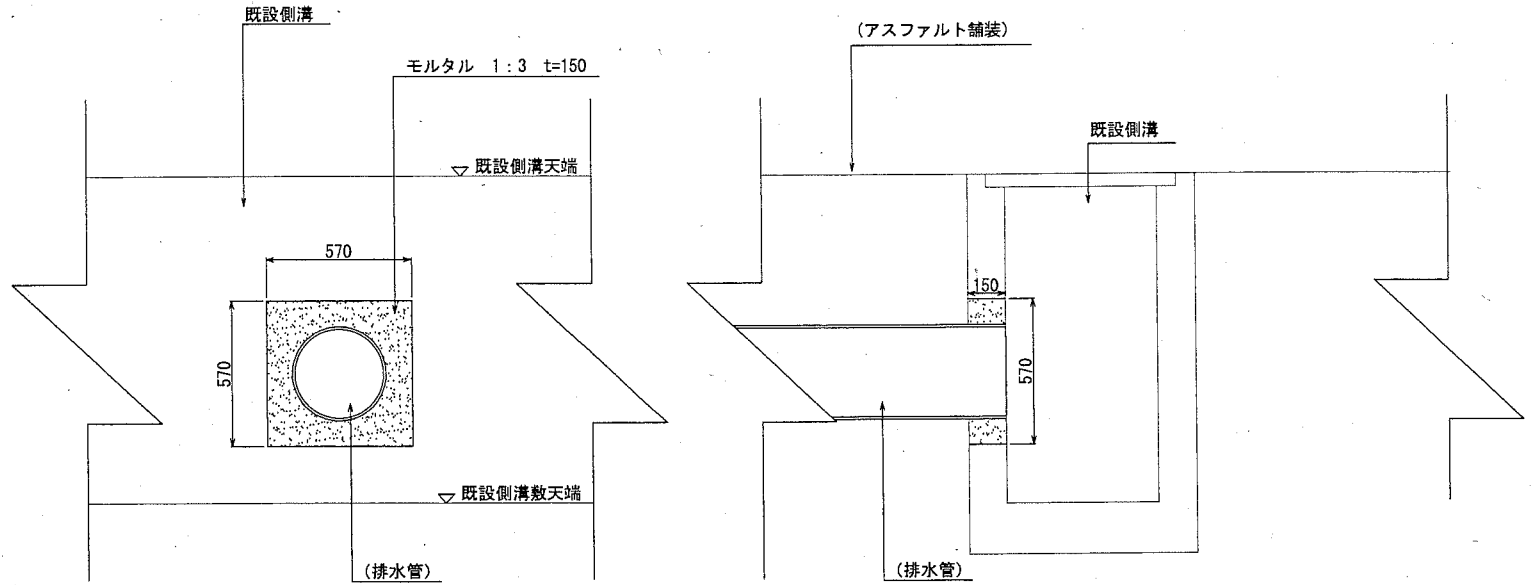 既設側溝
モルタル 1:3 t=150
既設側溝天端
570
570
既設側溝敷天端
(排水管)
(アスファルト舗装)
既設側溝
150
570
(排水管)